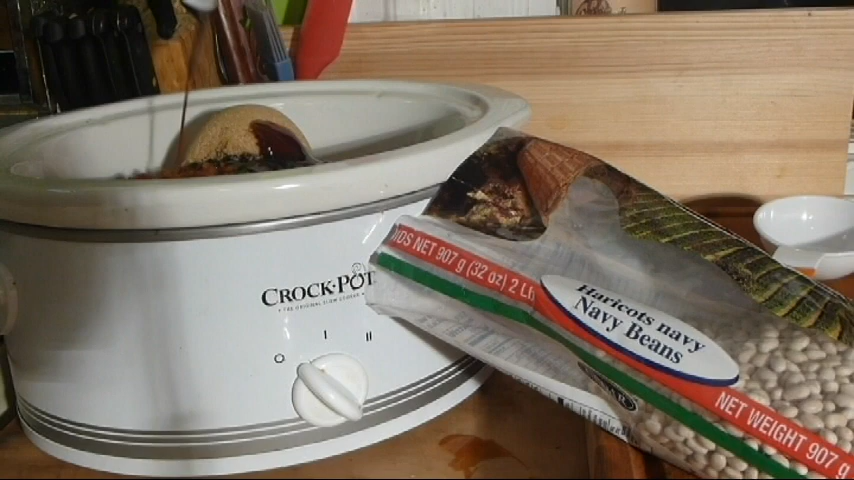 CROCK·POT
THE ORIGINAL SLOW COOKER
O I II
NET 907 g (32 oz) 2 Lb
Haricots navy
Navy Beans
NET WEIGHT 907 g